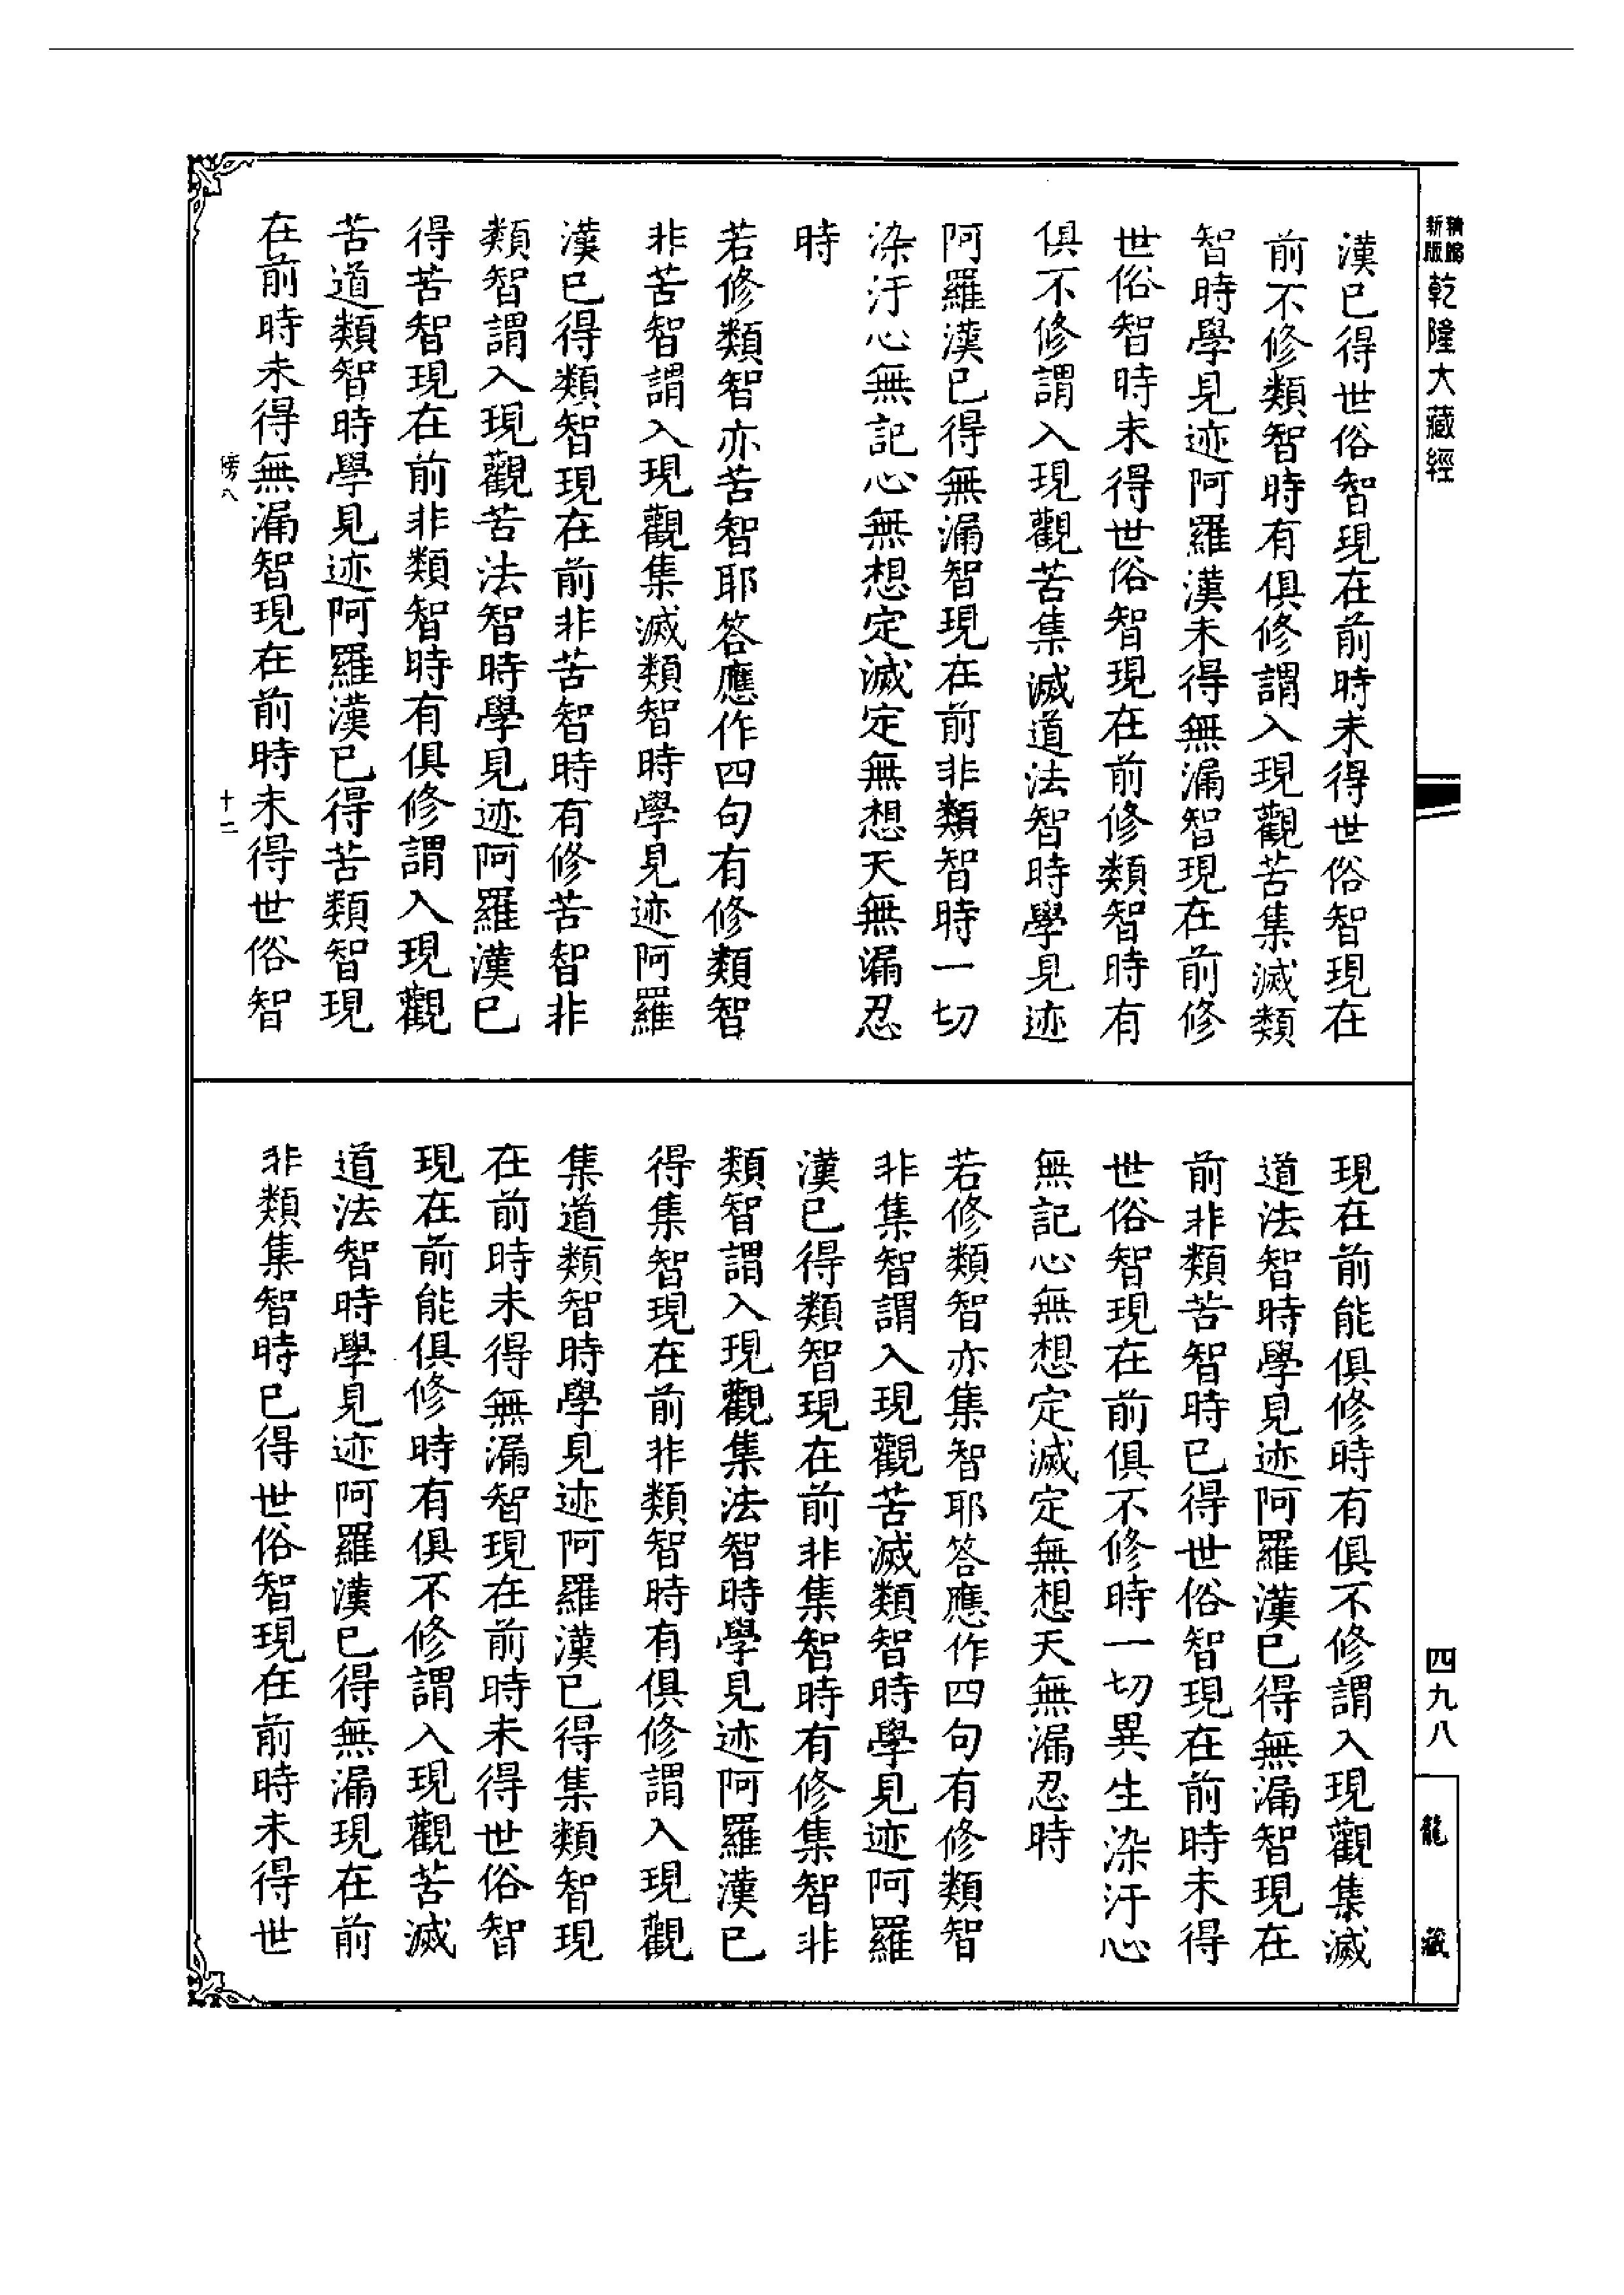 精縮
新版
乾隆大藏經
四九八
龍藏
漢已得世俗智現在前時未得世俗智現在
前不修類智時有俱修謂入現觀苦集滅類
智時學見迹阿羅漢未得無漏智現在前修
世俗智時未得世俗智現在前修類智時有
俱不修謂入現觀苦集滅道法智時學見迹
阿羅漢已得無漏智現在前非類智時一切
染汙心無記心無想定滅定無想天無漏忍
時
若修類智亦苦智耶答應作四句有修類智
非苦智謂入現觀集滅類智時學見迹阿羅
漢已得類智現在前非苦智時有修苦智非
類智謂入現觀苦法智時學見迹阿羅漢已
得苦智現在前非類智時有俱修謂入現觀
苦道類智時學見迹阿羅漢已得苦類智現
在前時未得無漏智現在前時未得世俗智
十二
現在前能俱修時有俱不修謂入現觀集滅
道法智時學見迹阿羅漢已得無漏智現在
前非類苦智時已得世俗智現在前時未得
世俗智現在前俱不修時一切異生染汙心
無記心無想定滅定無想天無漏忍時
若修類智亦集智耶答應作四句有修類智
非集智謂入現觀苦滅類智時學見迹阿羅
漢已得類智現在前非集智時有修集智非
類智謂入現觀集法智時學見迹阿羅漢已
得集智現在前非類智時有俱修謂入現觀
集道類智時學見迹阿羅漢已得集類智現
在前時未得無漏智現在前時未得世俗智
現在前能俱修時有俱不修謂入現觀苦滅
道法智時學見迹阿羅漢已得無漏現在前
非類集智時已得世俗智現在前時未得世